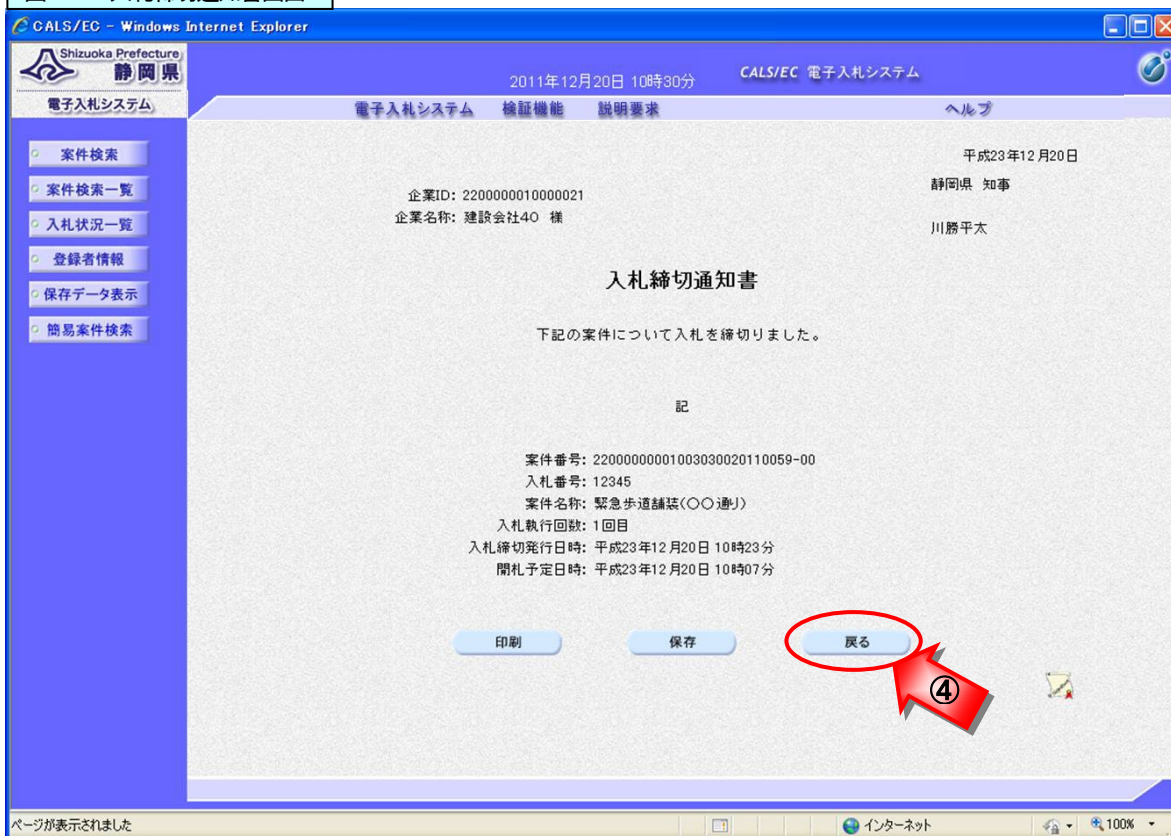 CALS/EC - Windows Internet Explorer
Shizuoka Prefecture
静岡県
2011年12月20日 10時30分
CALS/EC 電子入札システム
電子入札システム
電子入札システム 検証機能 説明要求 ヘルプ
案件検索
案件検索一覧
入札状況一覧
登録者情報
保存データ表示
簡易案件検索
平成23年12月20日
静岡県 知事
企業ID: 2200000010000021
企業名称: 建設会社40 様
川勝平太
入札締切通知書
下記の案件について入札を締切りました。
記
案件番号: 22000000001003030020110059-00
入札番号: 12345
案件名称: 緊急歩道舗装(〇〇通り)
入札執行回数: 1回目
入札締切発行日時: 平成23年12月20日 10時23分
開札予定日時: 平成23年12月20日 10時07分
印刷 保存 戻る
④
ページが表示されました インターネット 100%